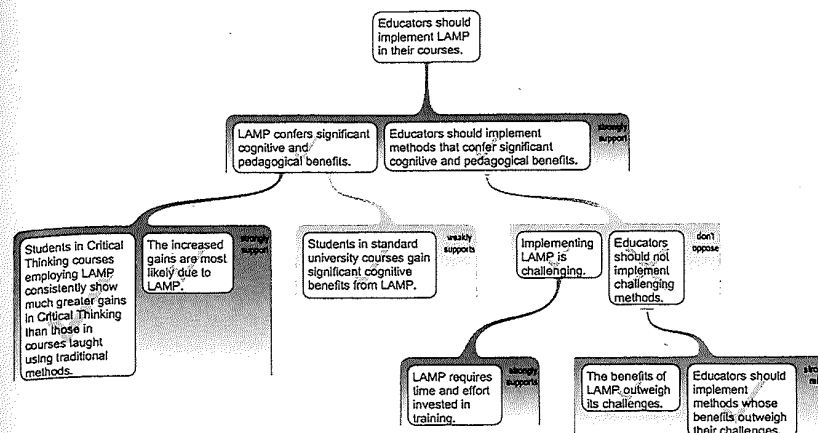 Educators should
implement LAMP
in their courses.
LAMP confers significant
cognitive and
pedagogical benefits.
Educators should implement
methods that confer significant
cognitive and pedagogical benefits.
strongly
support
Students in Critical
Thinking courses
employing LAMP
consistently show
much greater gains
in Critical Thinking
than those in
courses taught
using traditional
methods.
The increased
gains are most
likely due to
LAMP.
strongly
support
Students in standard
university courses gain
significant cognitive
benefits from LAMP.
weakly
supports
Implementing
LAMP is
challenging.
Educators
should not
implement
challenging
methods.
don't
oppose
LAMP requires
time and effort
invested in
training.
strongly
supports
The benefits of
LAMP outweigh
its challenges.
Educators should
implement
methods whose
benefits outweigh
their challenges.